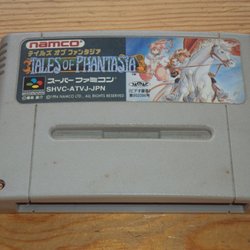 namco
テイルズ オブ ファンタジア
TALES OF PHANTASIA
スーパーファミコン
SHVC-ATVJ-JPN